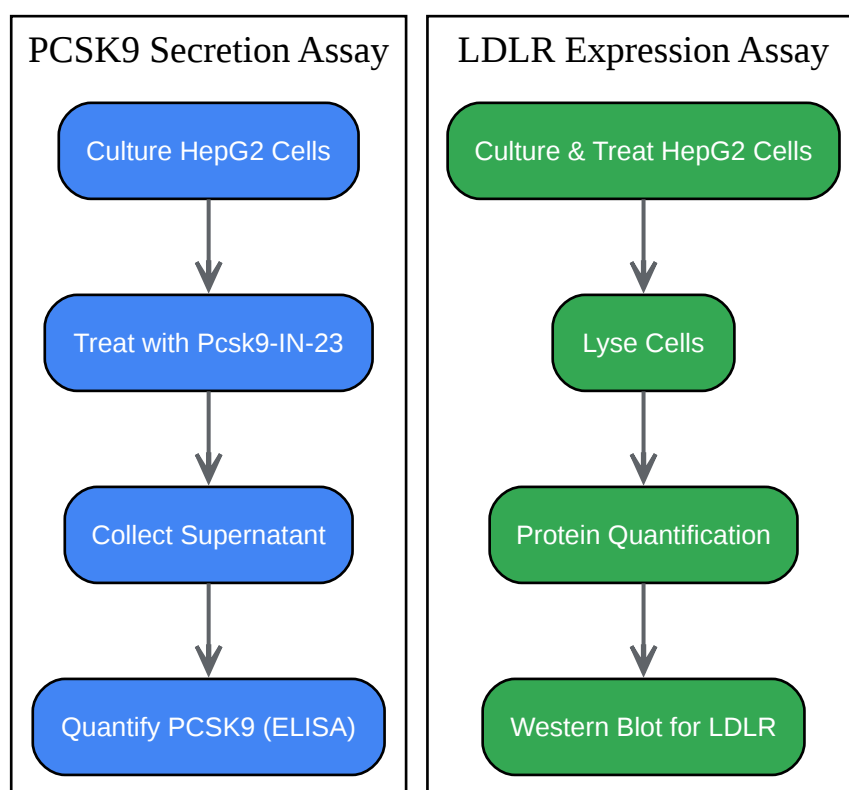 PCSK9 Secretion Assay
Culture HepG2 Cells
Treat with Pcsk9-IN-23
Collect Supernatant
Quantify PCSK9 (ELISA)
LDLR Expression Assay
Culture & Treat HepG2 Cells
Lyse Cells
Protein Quantification
Western Blot for LDLR